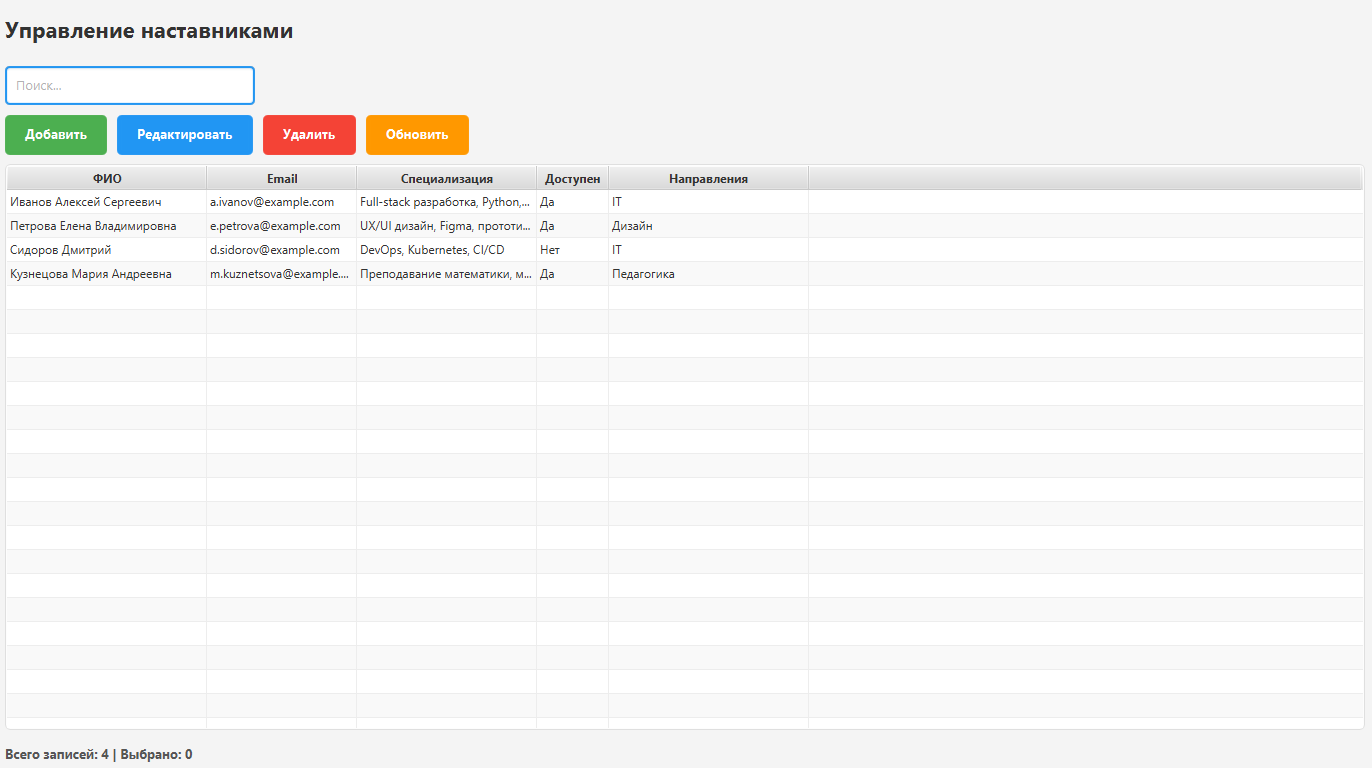 Управление наставниками
Поиск...
Добавить Редактировать Удалить Обновить
ФИО Email Специализация Доступен Направления
Иванов Алексей Сергеевич a.ivanov@example.com Full-stack разработка, Python,... Да IT
Петрова Елена Владимировна e.petrova@example.com UX/UI дизайн, Figma, прототи... Да Дизайн
Сидоров Дмитрий d.sidorov@example.com DevOps, Kubernetes, CI/CD Нет IT
Кузнецова Мария Андреевна m.kuznetsova@example.... Преподавание математики, м... Да Педагогика
Всего записей: 4 | Выбрано: 0